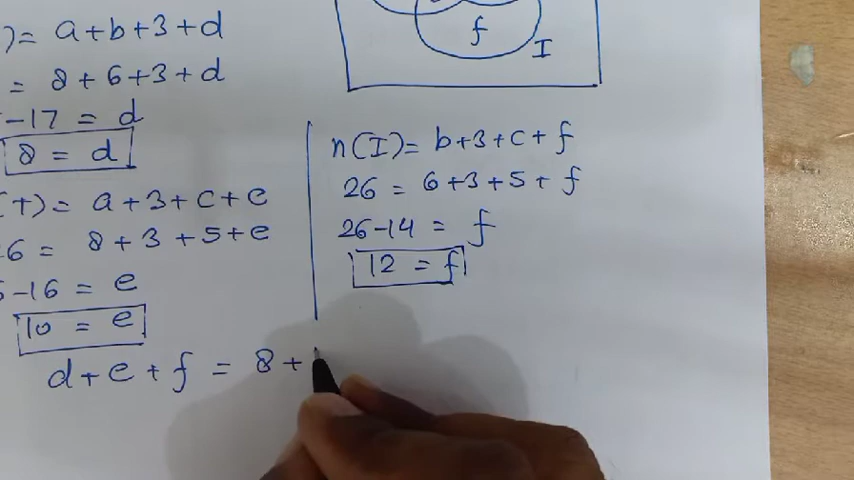 )= a+b+3+d
= 8+6+3+d
-17 = d
8 = d
(T)= a+3+c+e
6 = 8+3+5+e
-16 = e
10 = e
d+e+f = 8+
f
I
n(I)= b+3+c+f
26 = 6+3+5+f
26-14 = f
12 = f